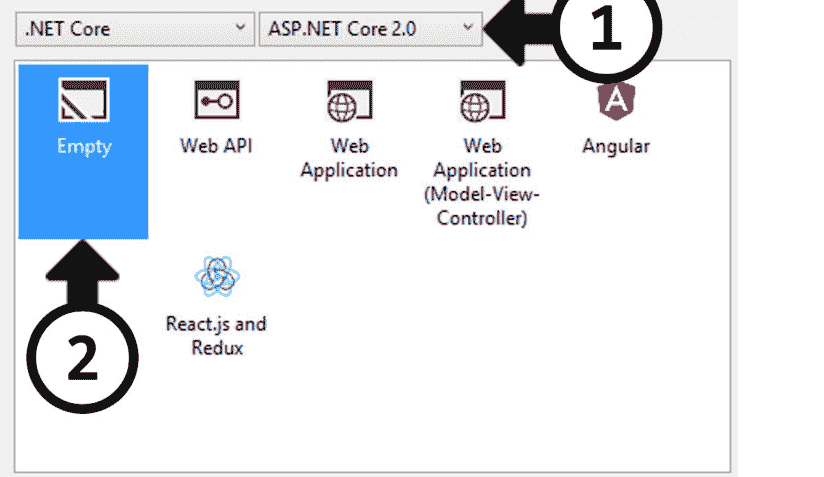 .NET Core
ASP.NET Core 2.0
1
Empty
Web API
Web
Application
Web
Application
(Model-View-
Controller)
A
Angular
React.js and
Redux
2